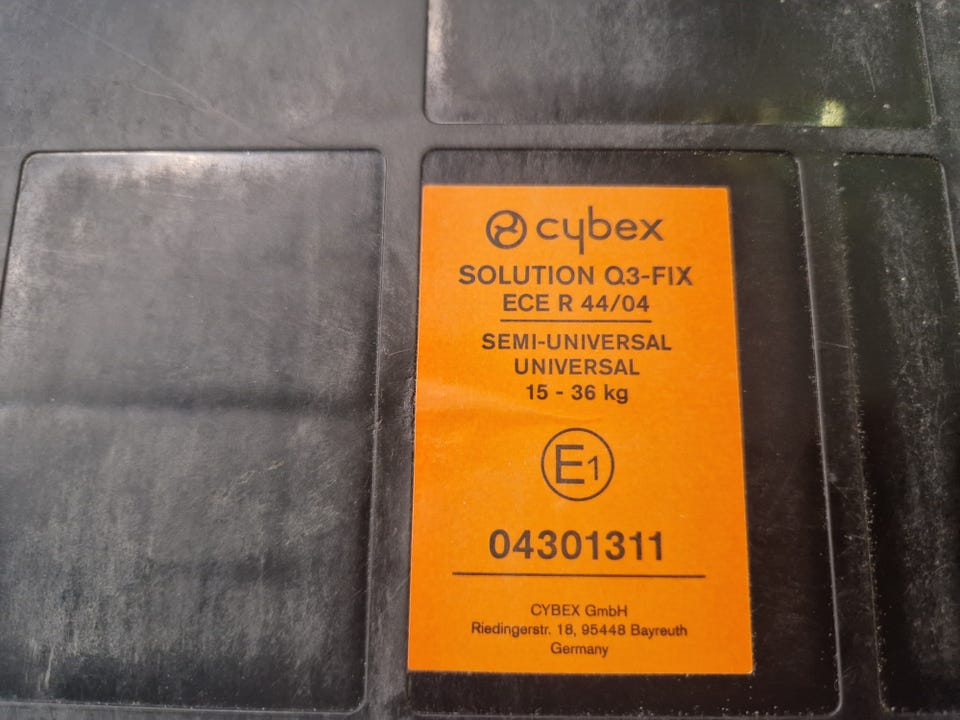 cybex
SOLUTION Q3-FIX
ECE R 44/04
SEMI-UNIVERSAL
UNIVERSAL
15 - 36 kg
E1
04301311
CYBEX GmbH
Riedingerstr. 18, 95448 Bayreuth
Germany